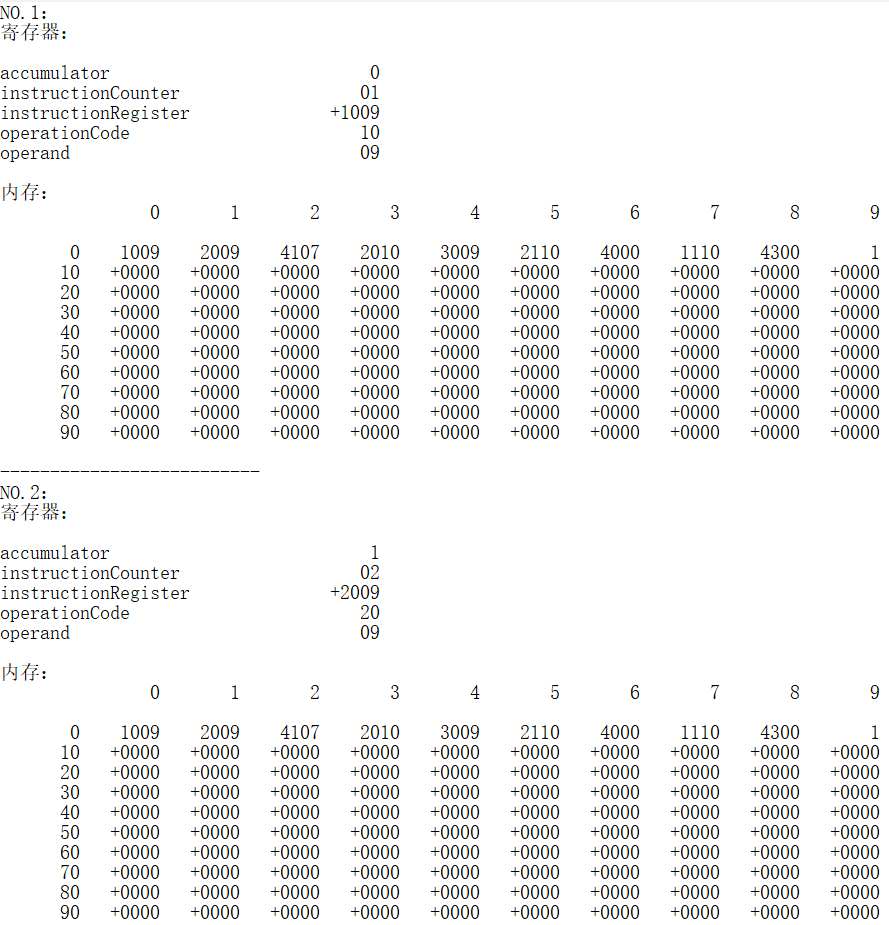 NO.1:
寄存器:
accumulator 0
instructionCounter 01
instructionRegister +1009
operationCode 10
operand 09
内存:
0 1 2 3 4 5 6 7 8 9
0 1009 2009 4107 2010 3009 2110 4000 1110 4300 1
10 +0000 +0000 +0000 +0000 +0000 +0000 +0000 +0000 +0000 +0000
20 +0000 +0000 +0000 +0000 +0000 +0000 +0000 +0000 +0000 +0000
30 +0000 +0000 +0000 +0000 +0000 +0000 +0000 +0000 +0000 +0000
40 +0000 +0000 +0000 +0000 +0000 +0000 +0000 +0000 +0000 +0000
50 +0000 +0000 +0000 +0000 +0000 +0000 +0000 +0000 +0000 +0000
60 +0000 +0000 +0000 +0000 +0000 +0000 +0000 +0000 +0000 +0000
70 +0000 +0000 +0000 +0000 +0000 +0000 +0000 +0000 +0000 +0000
80 +0000 +0000 +0000 +0000 +0000 +0000 +0000 +0000 +0000 +0000
90 +0000 +0000 +0000 +0000 +0000 +0000 +0000 +0000 +0000 +0000
--------------------------
NO.2:
寄存器:
accumulator 1
instructionCounter 02
instructionRegister +2009
operationCode 20
operand 09
内存:
0 1 2 3 4 5 6 7 8 9
0 1009 2009 4107 2010 3009 2110 4000 1110 4300 1
10 +0000 +0000 +0000 +0000 +0000 +0000 +0000 +0000 +0000 +0000
20 +0000 +0000 +0000 +0000 +0000 +0000 +0000 +0000 +0000 +0000
30 +0000 +0000 +0000 +0000 +0000 +0000 +0000 +0000 +0000 +0000
40 +0000 +0000 +0000 +0000 +0000 +0000 +0000 +0000 +0000 +0000
50 +0000 +0000 +0000 +0000 +0000 +0000 +0000 +0000 +0000 +0000
60 +0000 +0000 +0000 +0000 +0000 +0000 +0000 +0000 +0000 +0000
70 +0000 +0000 +0000 +0000 +0000 +0000 +0000 +0000 +0000 +0000
80 +0000 +0000 +0000 +0000 +0000 +0000 +0000 +0000 +0000 +0000
90 +0000 +0000 +0000 +0000 +0000 +0000 +0000 +0000 +0000 +0000